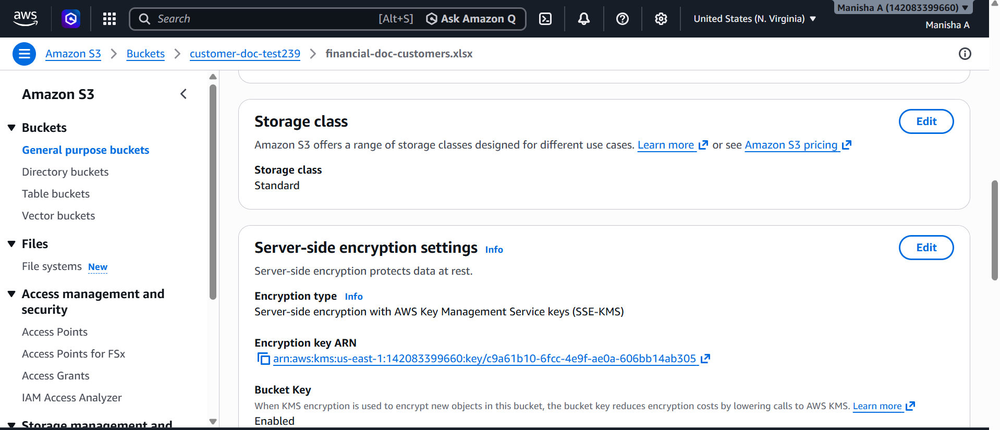 aws
Search
[Alt+S]
Ask Amazon Q
United States (N. Virginia)
Manisha A (142083399660)
Manisha A
Amazon S3
Buckets
customer-doc-test239
financial-doc-customers.xlsx
Amazon S3
Buckets
General purpose buckets
Directory buckets
Table buckets
Vector buckets
Files
File systems New
Access management and
security
Access Points
Access Points for FSx
Access Grants
IAM Access Analyzer
Storage management and
Storage class
Edit
Amazon S3 offers a range of storage classes designed for different use cases. Learn more or see Amazon S3 pricing
Storage class
Standard
Server-side encryption settings Info
Edit
Server-side encryption protects data at rest.
Encryption type Info
Server-side encryption with AWS Key Management Service keys (SSE-KMS)
Encryption key ARN
arn:aws:kms:us-east-1:142083399660:key/c9a61b10-6fcc-4e9f-ae0a-606bb14ab305
Bucket Key
When KMS encryption is used to encrypt new objects in this bucket, the bucket key reduces encryption costs by lowering calls to AWS KMS. Learn more
Enabled